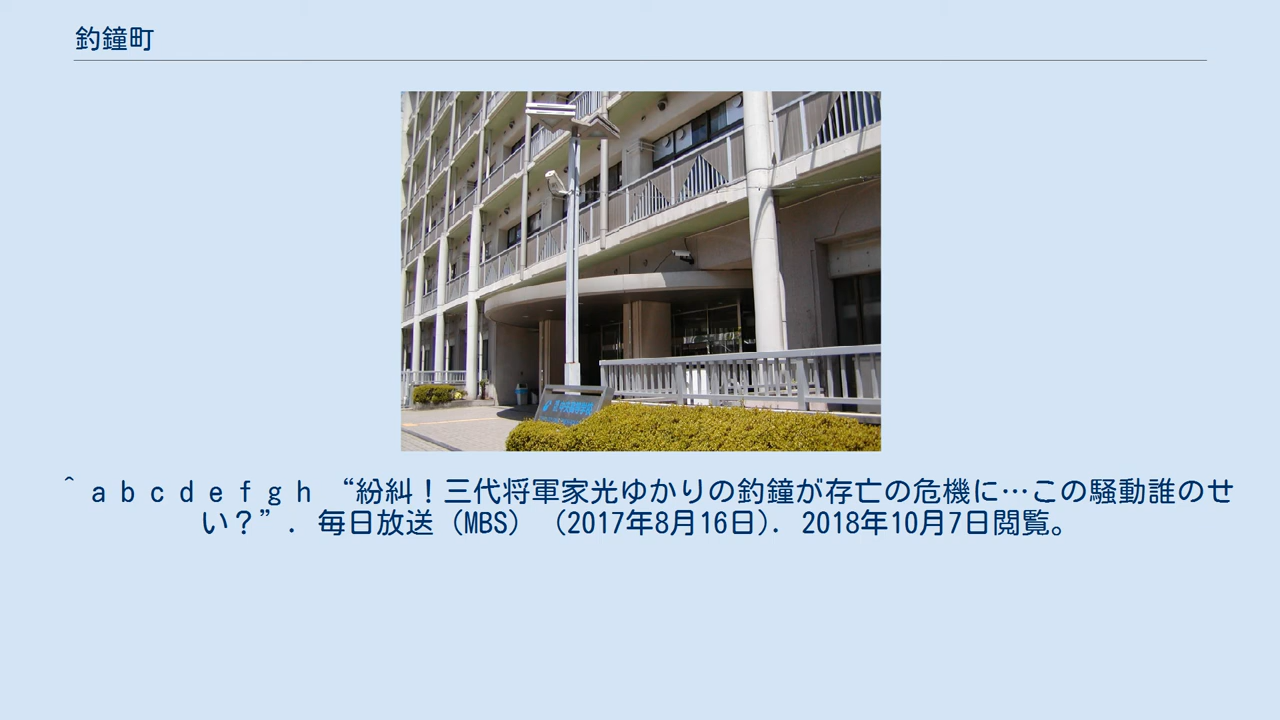 釣鐘町
^ a b c d e f g h “紛糾！三代将軍家光ゆかりの釣鐘が存亡の危機に…この騒動誰のせ
い？”. 毎日放送（MBS）（2017年8月16日）. 2018年10月7日閲覧。